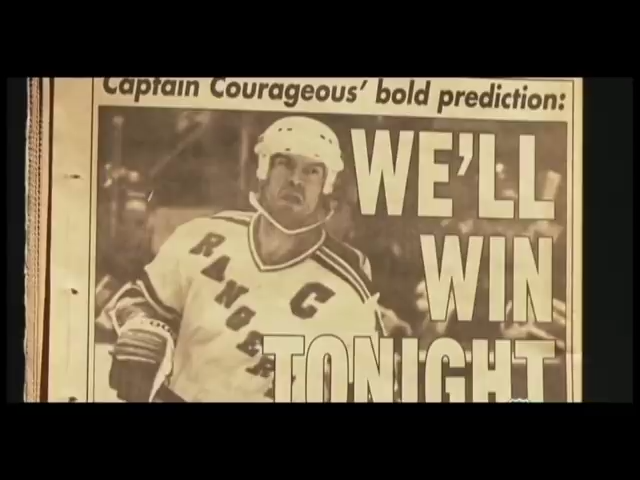 Captain Courageous' bold prediction:
WE'LL
WIN
TONIGHT
RANGERS
C